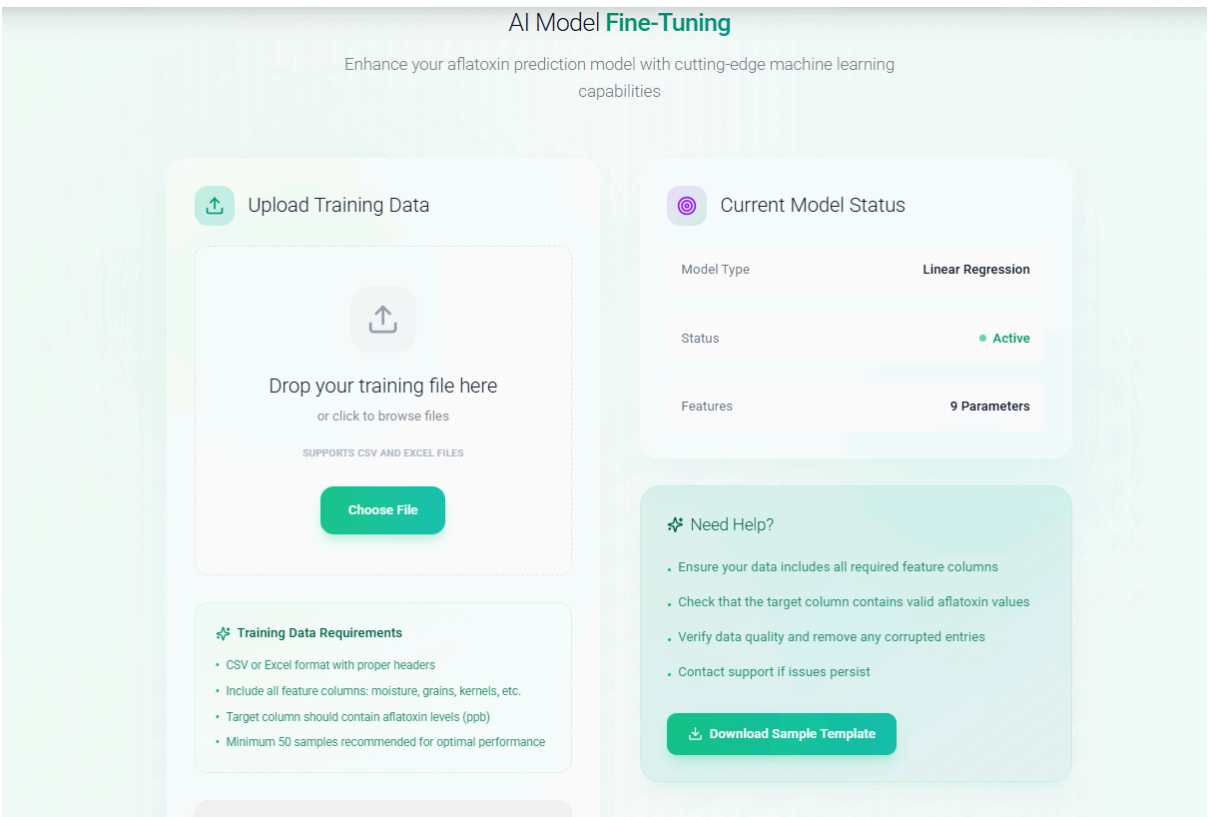 AI Model Fine-Tuning
Enhance your aflatoxin prediction model with cutting-edge machine learning
capabilities
Upload Training Data
Drop your training file here
or click to browse files
SUPPORTS CSV AND EXCEL FILES
Choose File
Training Data Requirements
• CSV or Excel format with proper headers
• Include all feature columns: moisture, grains, kernels, etc.
• Target column should contain aflatoxin levels (ppb)
• Minimum 50 samples recommended for optimal performance
Current Model Status
Model Type Linear Regression
Status Active
Features 9 Parameters
Need Help?
• Ensure your data includes all required feature columns
• Check that the target column contains valid aflatoxin values
• Verify data quality and remove any corrupted entries
• Contact support if issues persist
Download Sample Template